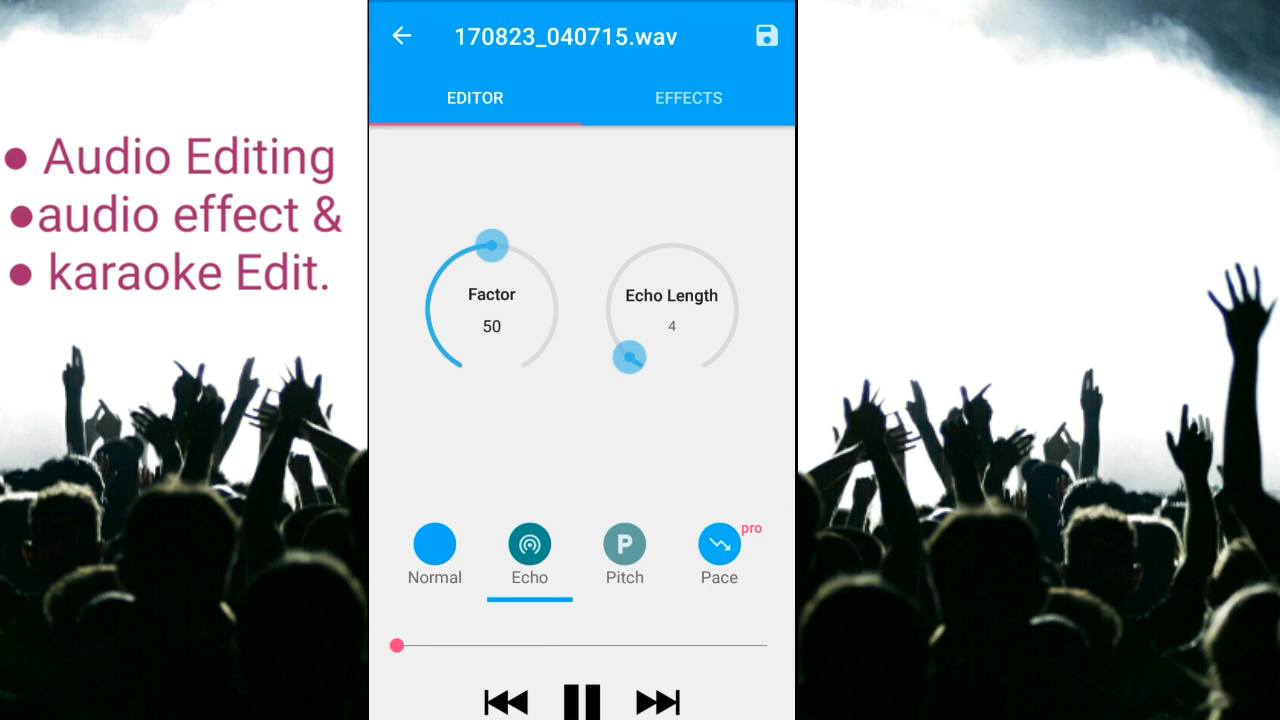 170823_040715.wav
EDITOR EFFECTS
● Audio Editing
●audio effect &
● karaoke Edit.
Factor
50
Echo Length
4
P
pro
Normal Echo Pitch Pace